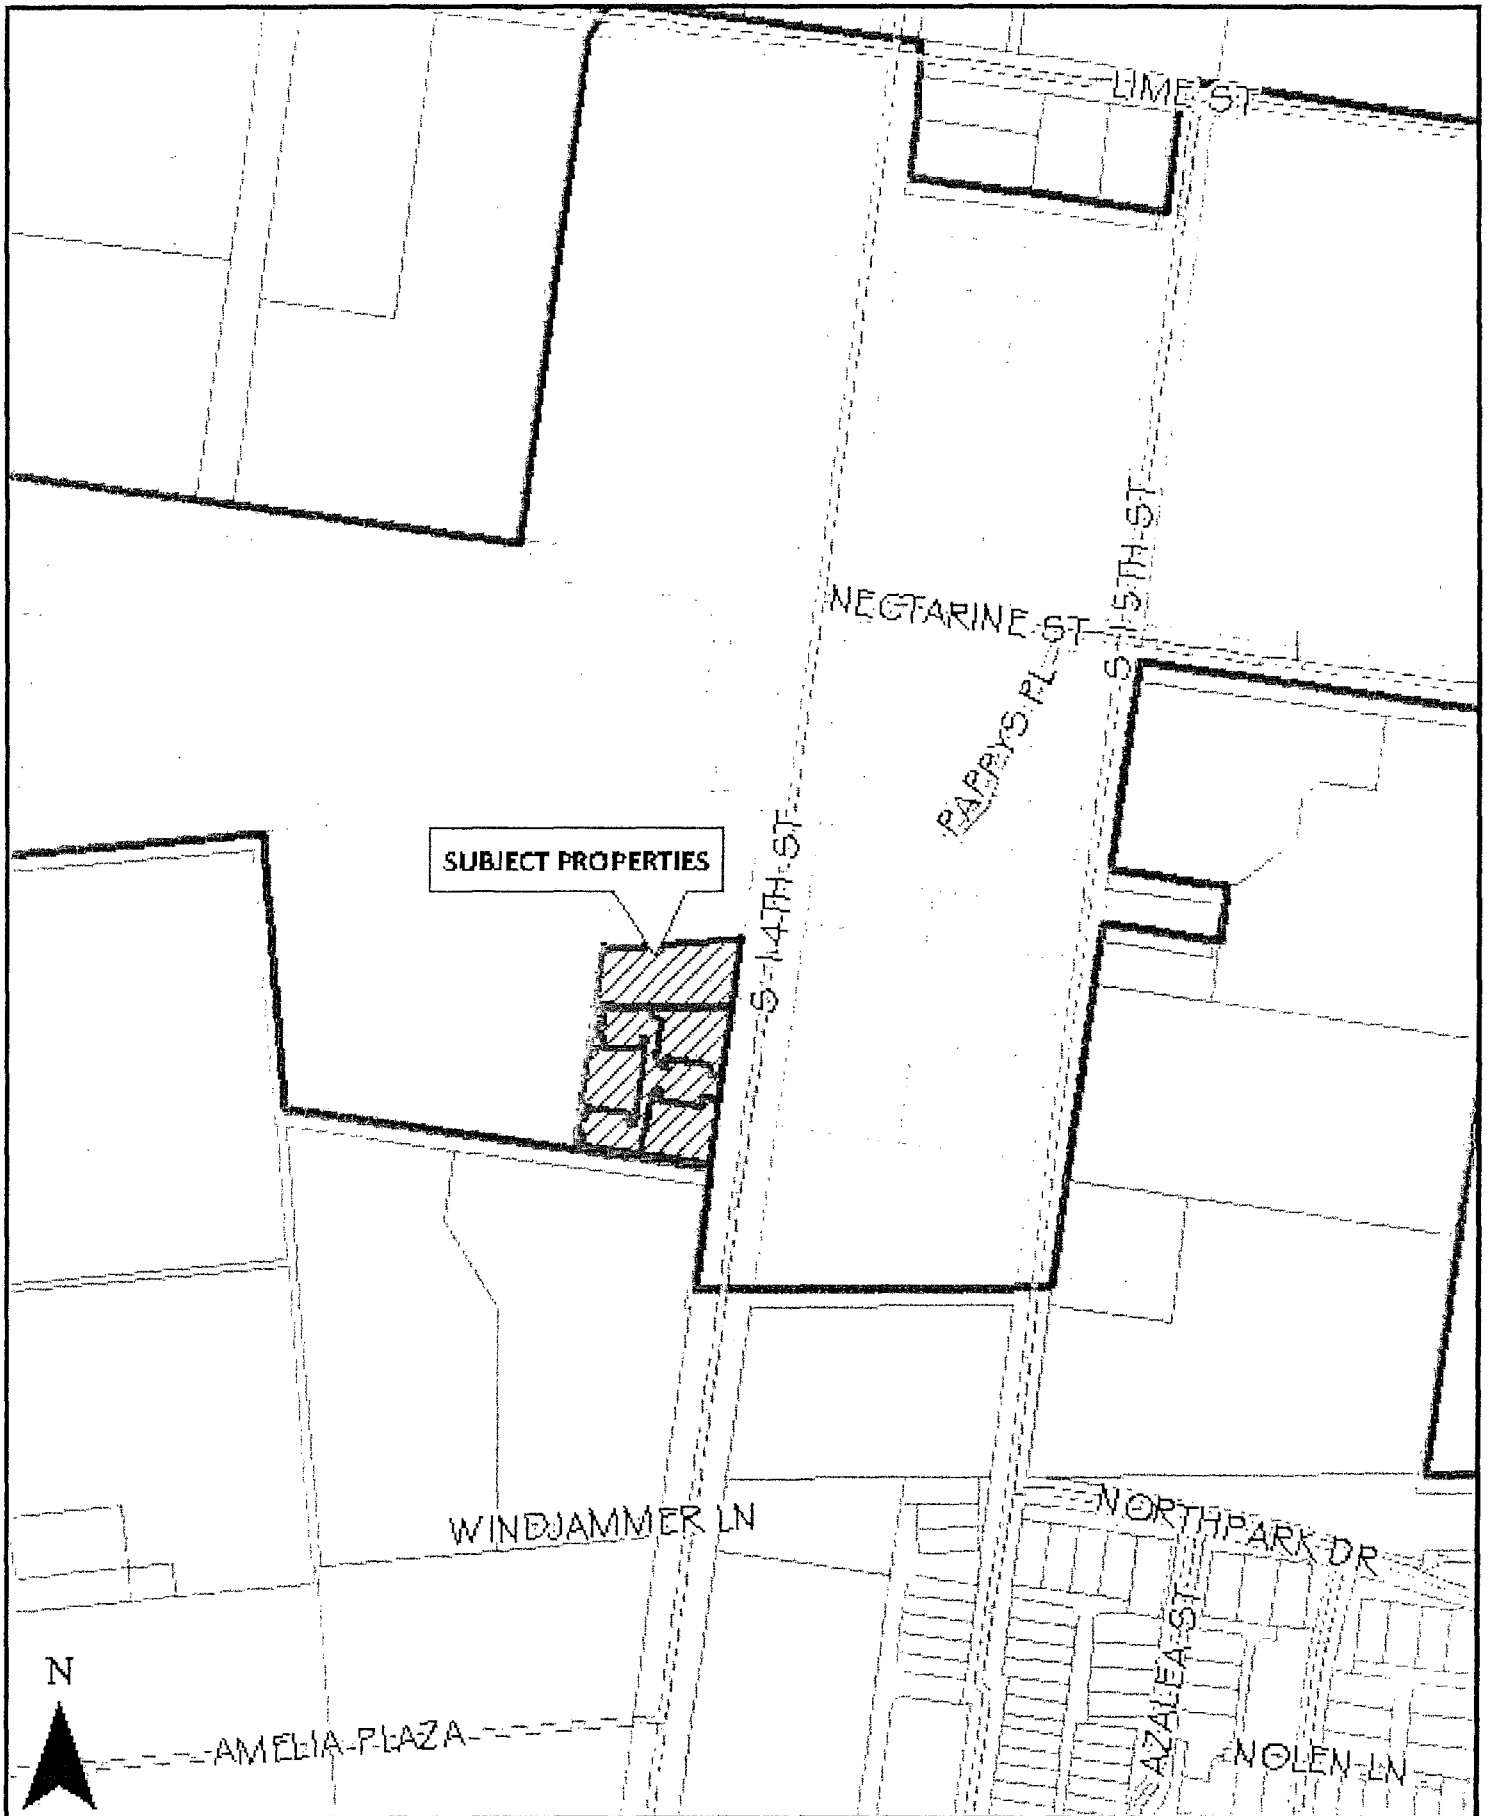 LIME ST
S 15TH ST
NECTARINE ST
PAPPYS PL
S 14TH ST
SUBJECT PROPERTIES
WINDJAMMER LN
NORTHPARK DR
AZALEA ST
NOLEN LN
N
AMELIA PLAZA